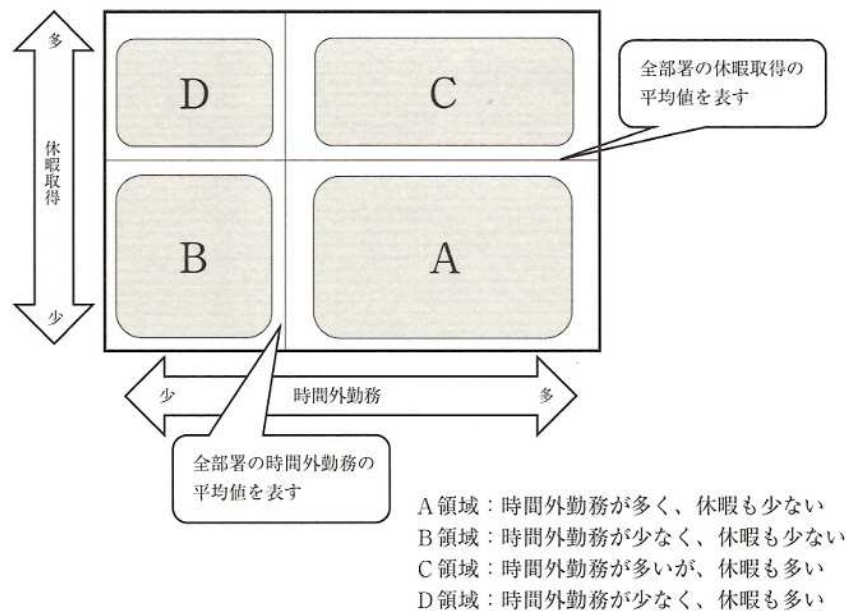 多
休暇取得
少
D
C
B
A
全部署の休暇取得の
平均値を表す
少
時間外勤務
多
全部署の時間外勤務の
平均値を表す
A領域：時間外勤務が多く、休暇も少ない
B領域：時間外勤務が少なく、休暇も少ない
C領域：時間外勤務が多いが、休暇も多い
D領域：時間外勤務が少なく、休暇も多い